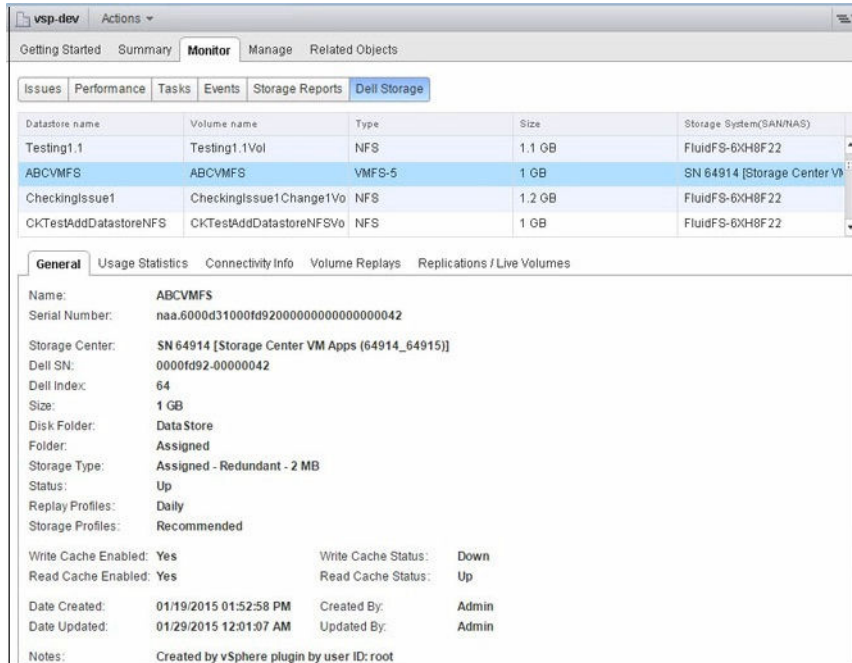 vsp-dev Actions
Getting Started Summary Monitor Manage Related Objects
Issues Performance Tasks Events Storage Reports Dell Storage
Datastore name Volume name Type Size Storage System(SAN/NAS)
Testing1.1 Testing1.1Vol NFS 1.1 GB FluidFS-6XH8F22
ABCVMFS ABCVMFS VMFS-5 1 GB SN 64914 [Storage Center VM
CheckingIssue1 CheckingIssue1Change1Vo NFS 1.2 GB FluidFS-6XH8F22
CKTestAddDatastoreNFS CKTestAddDatastoreNFSVo NFS 1 GB FluidFS-6XH8F22
General Usage Statistics Connectivity Info Volume Replays Replications / Live Volumes
Name: ABCVMFS
Serial Number: naa.6000d31000fd92000000000000000042
Storage Center: SN 64914 [Storage Center VM Apps (64914_64915)]
Dell SN: 0000fd92-00000042
Dell Index: 64
Size: 1 GB
Disk Folder: DataStore
Folder: Assigned
Storage Type: Assigned - Redundant - 2 MB
Status: Up
Replay Profiles: Daily
Storage Profiles: Recommended
Write Cache Enabled: Yes Write Cache Status: Down
Read Cache Enabled: Yes Read Cache Status: Up
Date Created: 01/19/2015 01:52:58 PM Created By: Admin
Date Updated: 01/29/2015 12:01:07 AM Updated By: Admin
Notes: Created by vSphere plugin by user ID: root